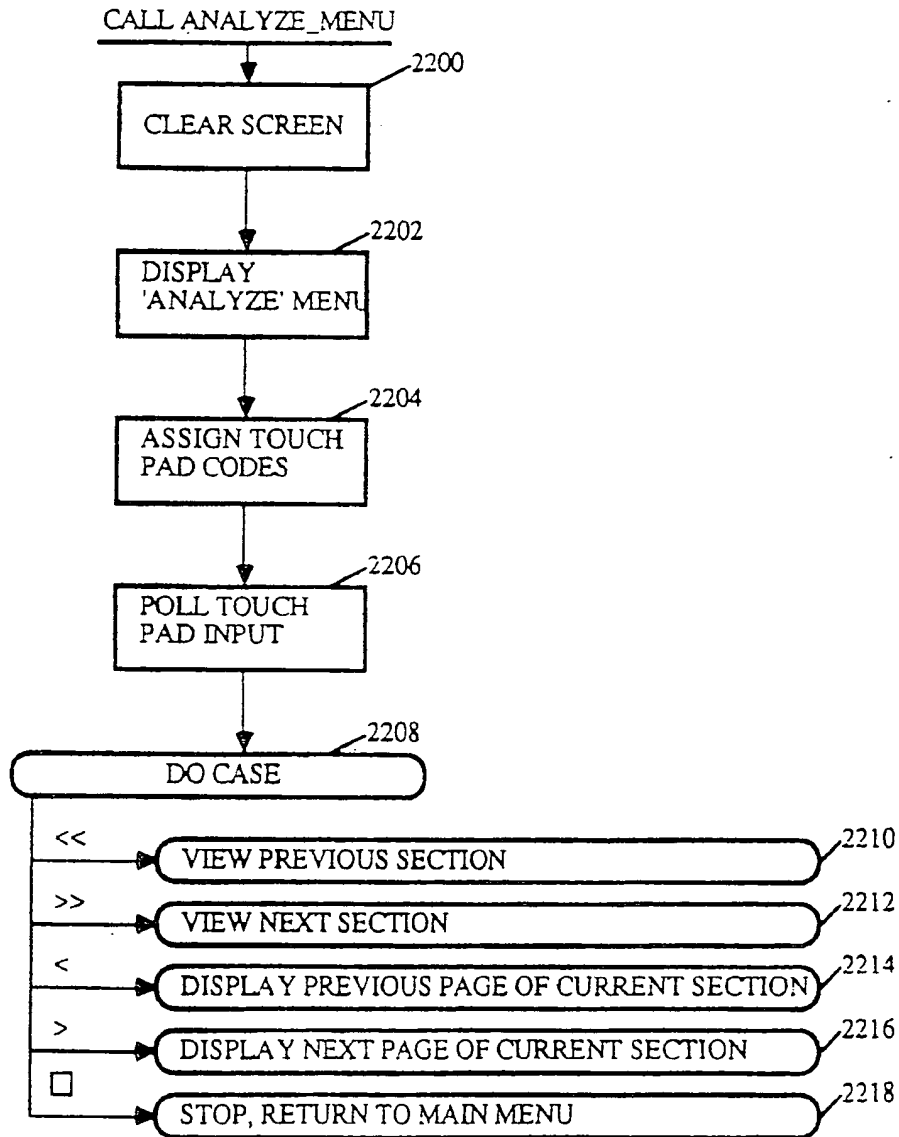 CALL ANALYZE_MENU
2200
CLEAR SCREEN
2202
DISPLAY
'ANALYZE' MENU
2204
ASSIGN TOUCH
PAD CODES
2206
POLL TOUCH
PAD INPUT
2208
DO CASE
<<
VIEW PREVIOUS SECTION
2210
>>
VIEW NEXT SECTION
2212
<
DISPLAY PREVIOUS PAGE OF CURRENT SECTION
2214
>
DISPLAY NEXT PAGE OF CURRENT SECTION
2216
□
STOP, RETURN TO MAIN MENU
2218